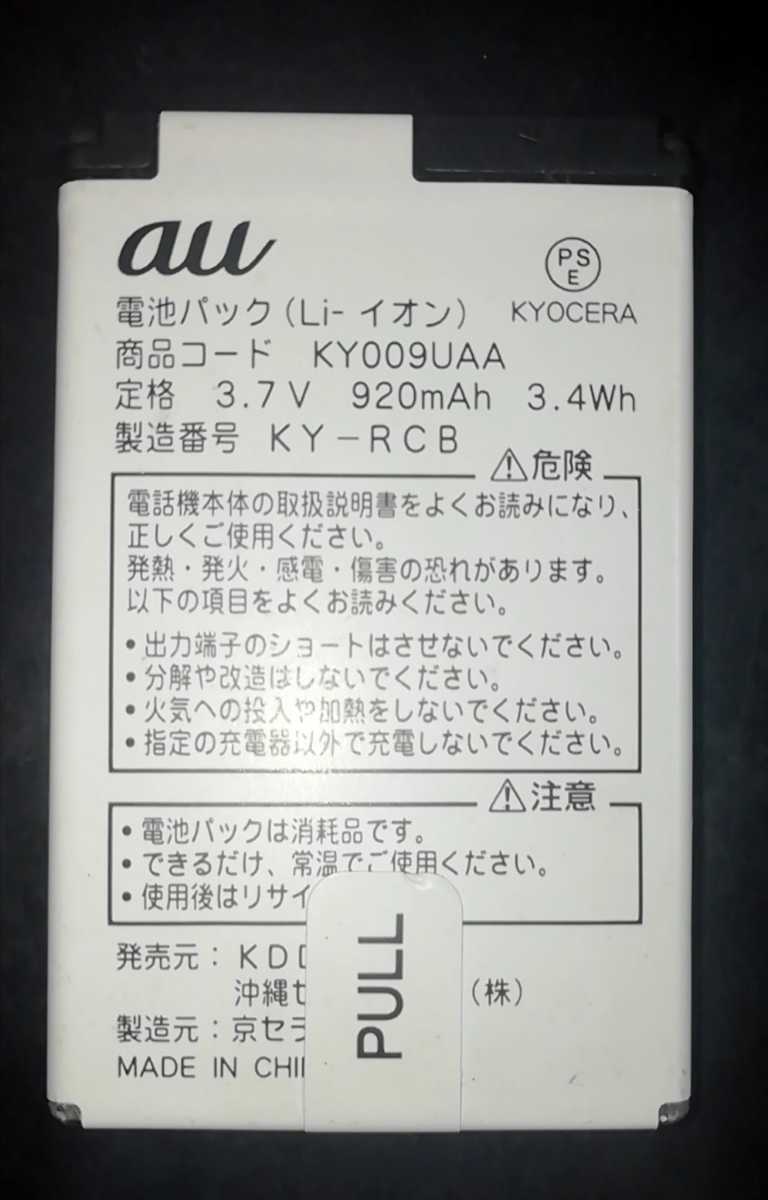 au
PS
E
電池パック(Li-イオン) KYOCERA
商品コード KY009UAA
定格 3.7V 920mAh 3.4Wh
製造番号 KY-RCB
⚠危険
電話機本体の取扱説明書をよくお読みになり、
正しくご使用ください。
発熱・発火・感電・傷害の恐れがあります。
以下の項目をよくお読みください。
・出力端子のショートはさせないでください。
・分解や改造はしないでください。
・火気への投入や加熱をしないでください。
・指定の充電器以外で充電しないでください。
⚠注意
・電池パックは消耗品です。
・できるだけ、常温でご使用ください。
・使用後はリサイ
発売元:KDD
沖縄セ (株)
製造元:京セラ
MADE IN CHI
PULL